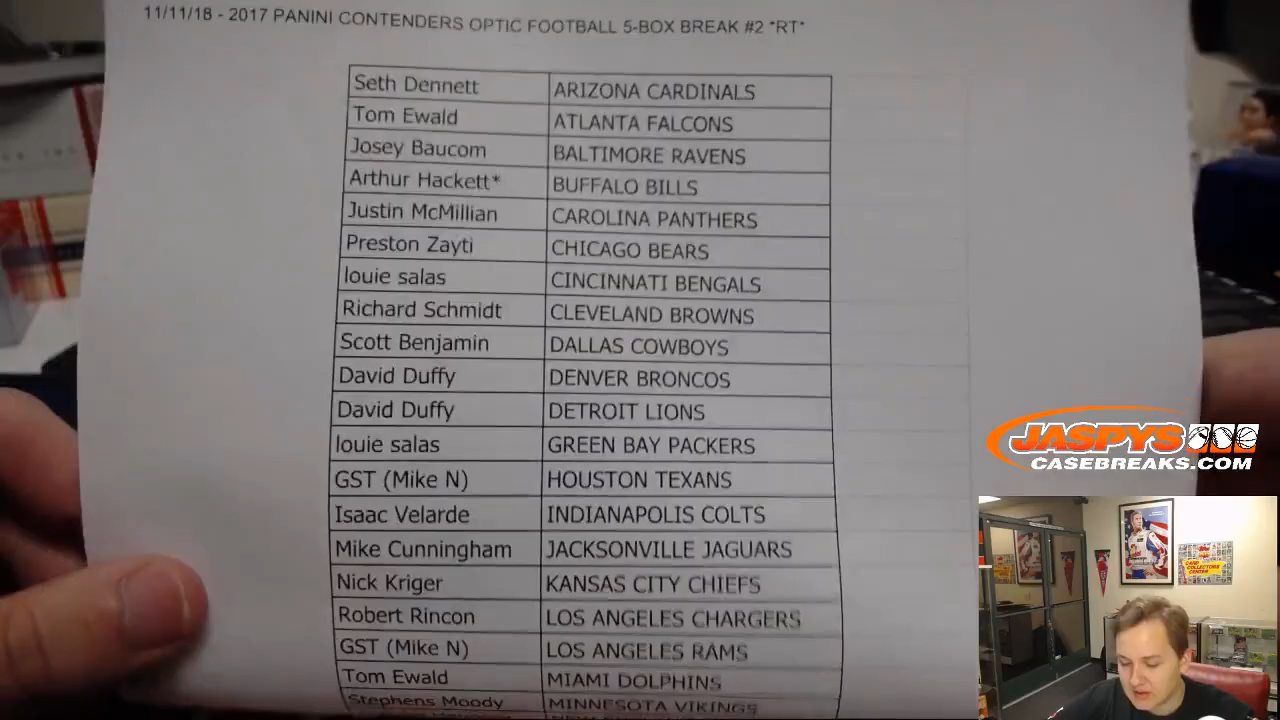 11/11/18 - 2017 PANINI CONTENDERS OPTIC FOOTBALL 5-BOX BREAK #2 *RT*
Seth Dennett ARIZONA CARDINALS
Tom Ewald ATLANTA FALCONS
Josey Baucom BALTIMORE RAVENS
Arthur Hackett* BUFFALO BILLS
Justin McMillian CAROLINA PANTHERS
Preston Zayti CHICAGO BEARS
louie salas CINCINNATI BENGALS
Richard Schmidt CLEVELAND BROWNS
Scott Benjamin DALLAS COWBOYS
David Duffy DENVER BRONCOS
David Duffy DETROIT LIONS
louie salas GREEN BAY PACKERS
GST (Mike N) HOUSTON TEXANS
Isaac Velarde INDIANAPOLIS COLTS
Mike Cunningham JACKSONVILLE JAGUARS
Nick Kriger KANSAS CITY CHIEFS
Robert Rincon LOS ANGELES CHARGERS
GST (Mike N) LOS ANGELES RAMS
Tom Ewald MIAMI DOLPHINS
Stephens Moody MINNESOTA VIKINGS
JASPYS
CASEBREAKS.COM